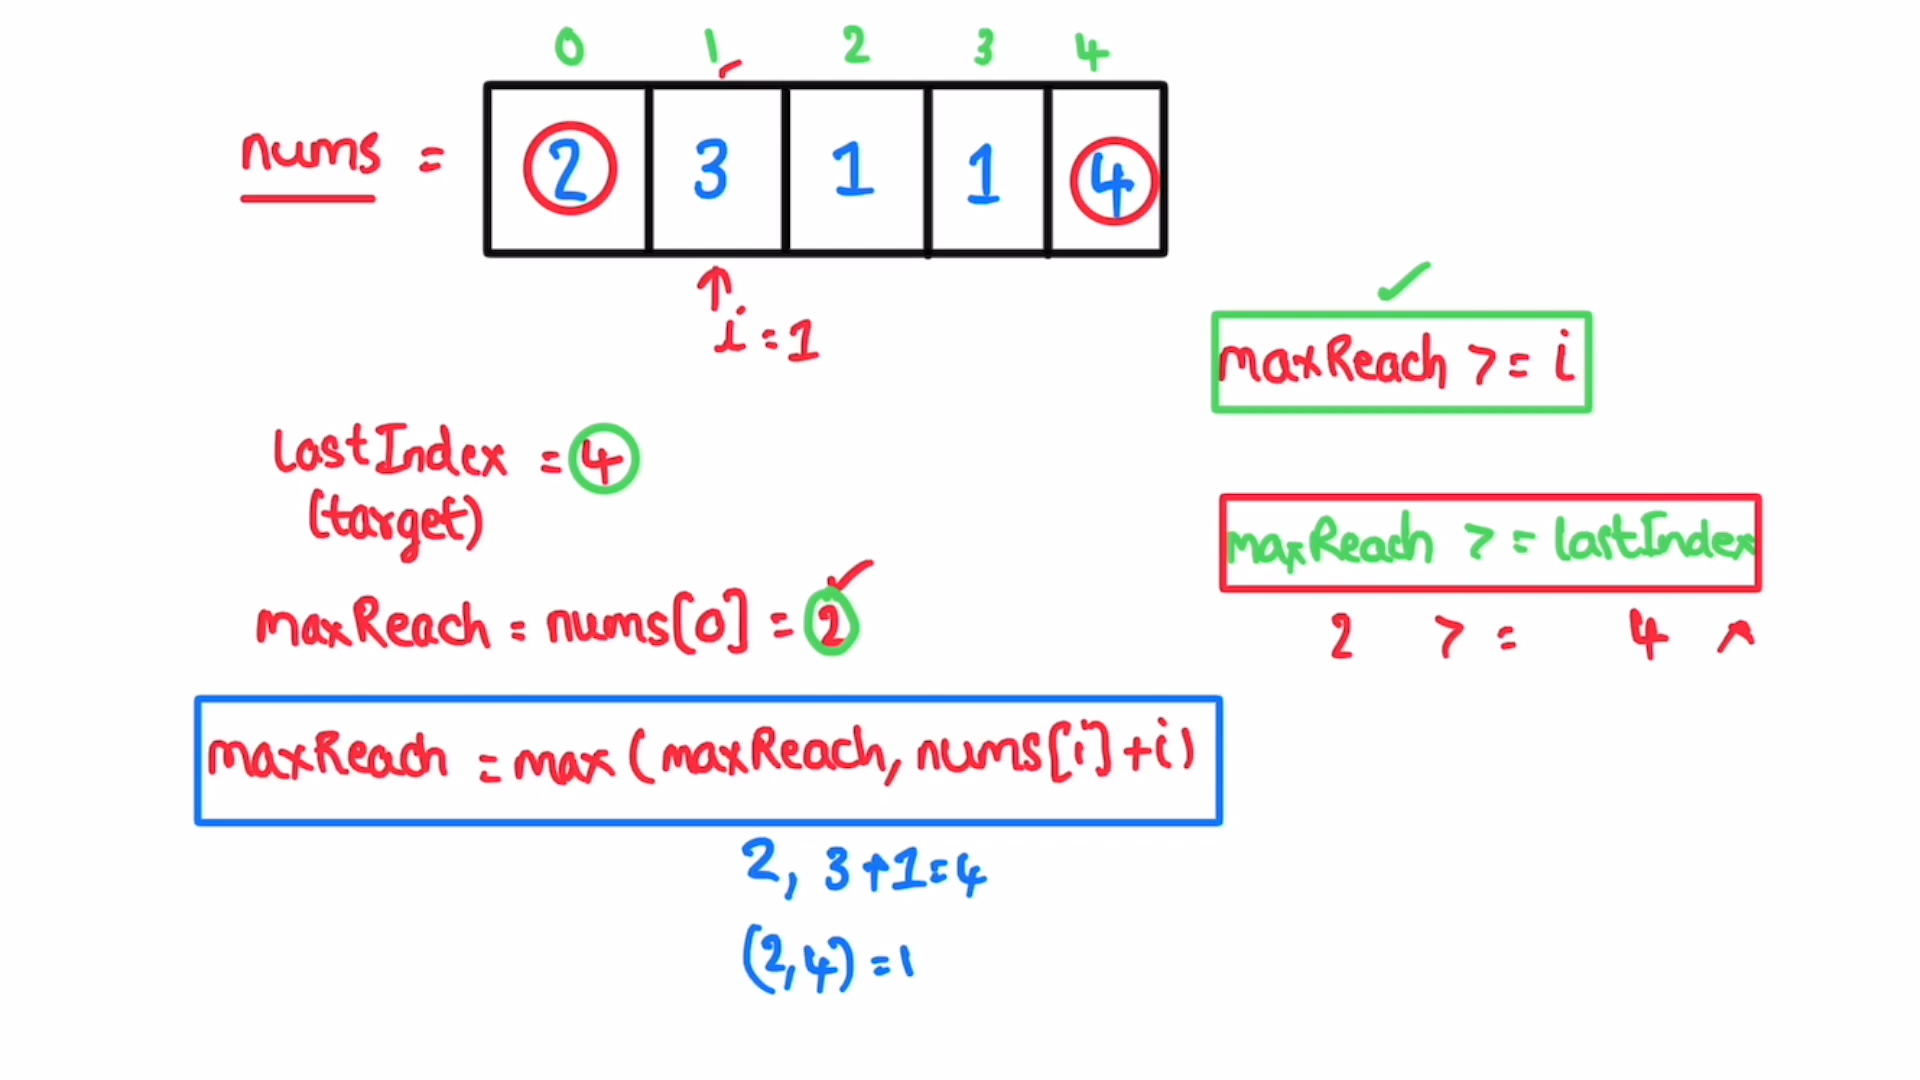 0 1 2 3 4
nums = 2 3 1 1 4
i = 1
maxReach >= i
lastIndex = 4
(target)
maxReach >= lastIndex
maxReach = nums[0] = 2
2 >= 4
maxReach = max (maxReach, nums[i] + i)
2, 3+1=4
(2,4) =